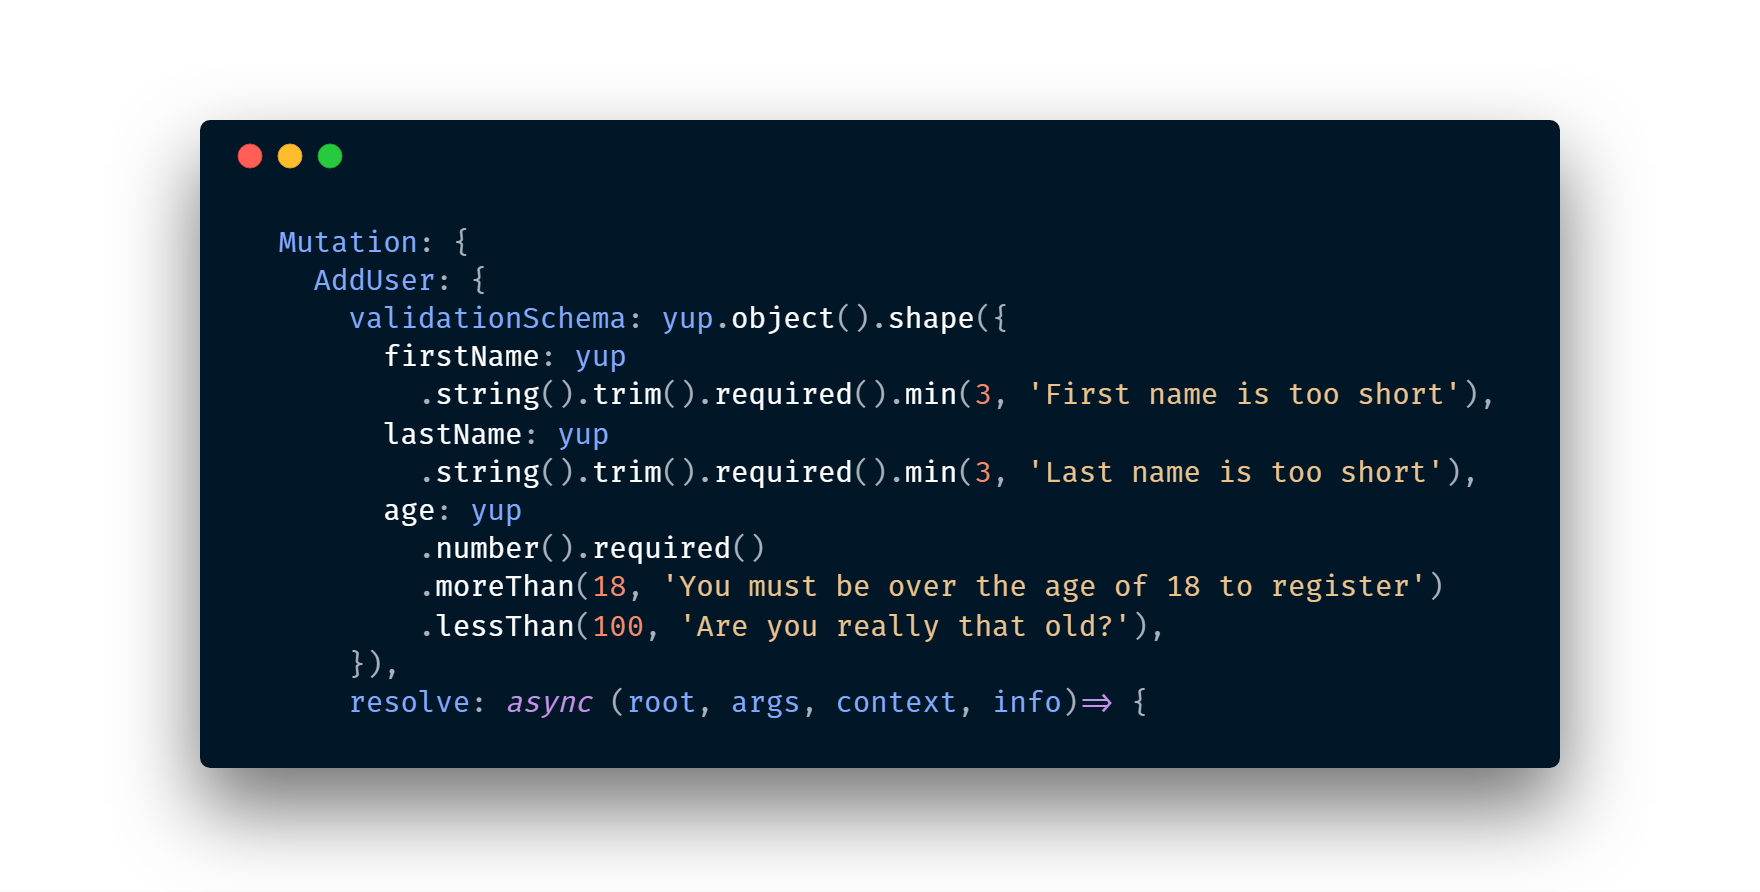 Mutation: {
  AddUser: {
    validationSchema: yup.object().shape({
      firstName: yup
        .string().trim().required().min(3, 'First name is too short'),
      lastName: yup
        .string().trim().required().min(3, 'Last name is too short'),
      age: yup
        .number().required()
        .moreThan(18, 'You must be over the age of 18 to register')
        .lessThan(100, 'Are you really that old?'),
    }),
    resolve: async (root, args, context, info)=> {